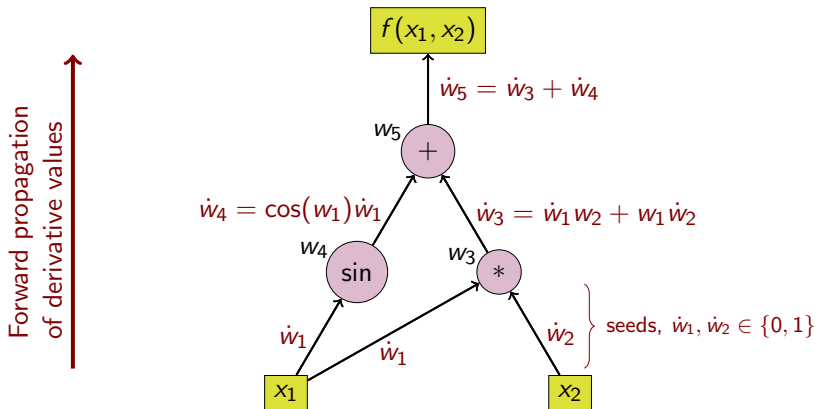 f(x₁, x₂)
Forward propagation
of derivative values
ẇ₅ = ẇ₃ + ẇ₄
w₅
+
ẇ₄ = cos(w₁)ẇ₁
ẇ₃ = ẇ₁w₂ + w₁ẇ₂
w₄
sin
w₃
*
ẇ₁
ẇ₁
ẇ₂
seeds, ẇ₁, ẇ₂ ∈ {0, 1}
x₁
x₂